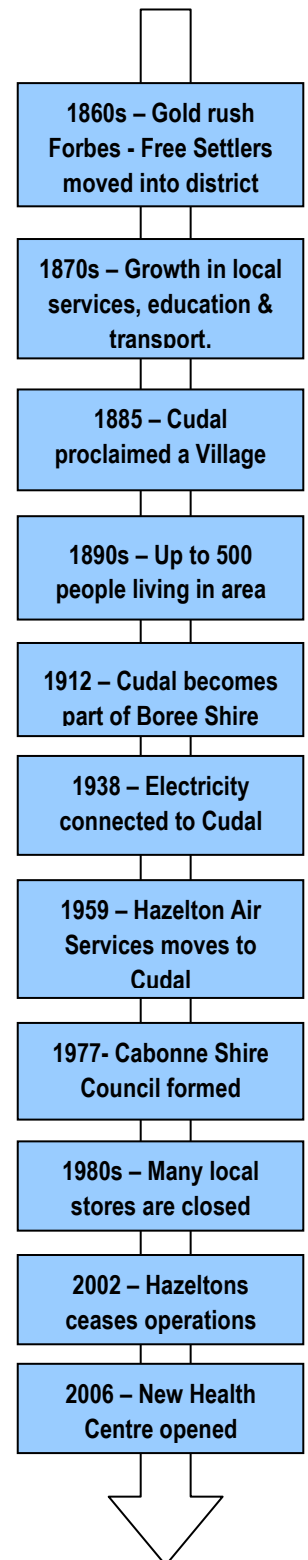 1860s – Gold rush
Forbes - Free Settlers
moved into district
1870s – Growth in local
services, education &
transport.
1885 – Cudal
proclaimed a Village
1890s – Up to 500
people living in area
1912 – Cudal becomes
part of Boree Shire
1938 – Electricity
connected to Cudal
1959 – Hazelton Air
Services moves to
Cudal
1977- Cabonne Shire
Council formed
1980s – Many local
stores are closed
2002 – Hazeltons
ceases operations
2006 – New Health
Centre opened